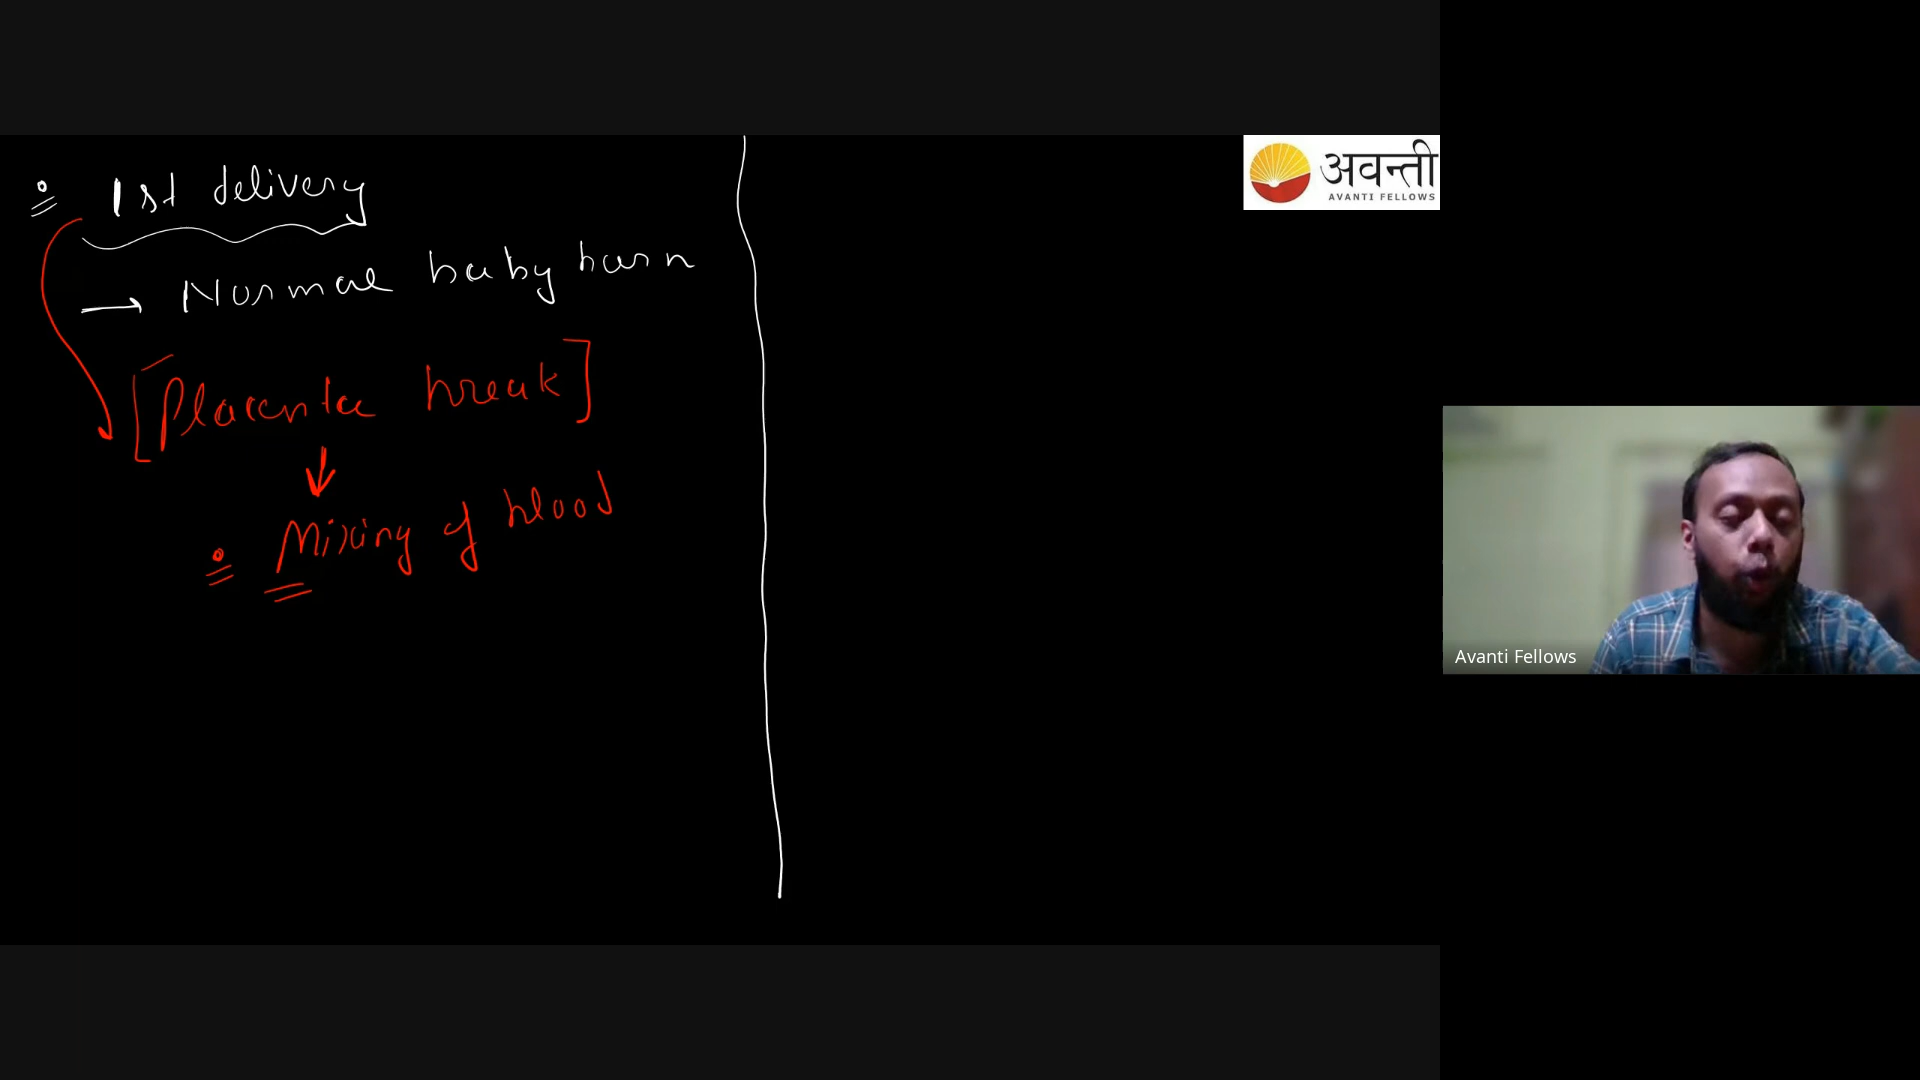 1st delivery
→ Normal baby born
[Placenta break]
↓
Mixing of blood
अवन्ती
AVANTI FELLOWS
Avanti Fellows